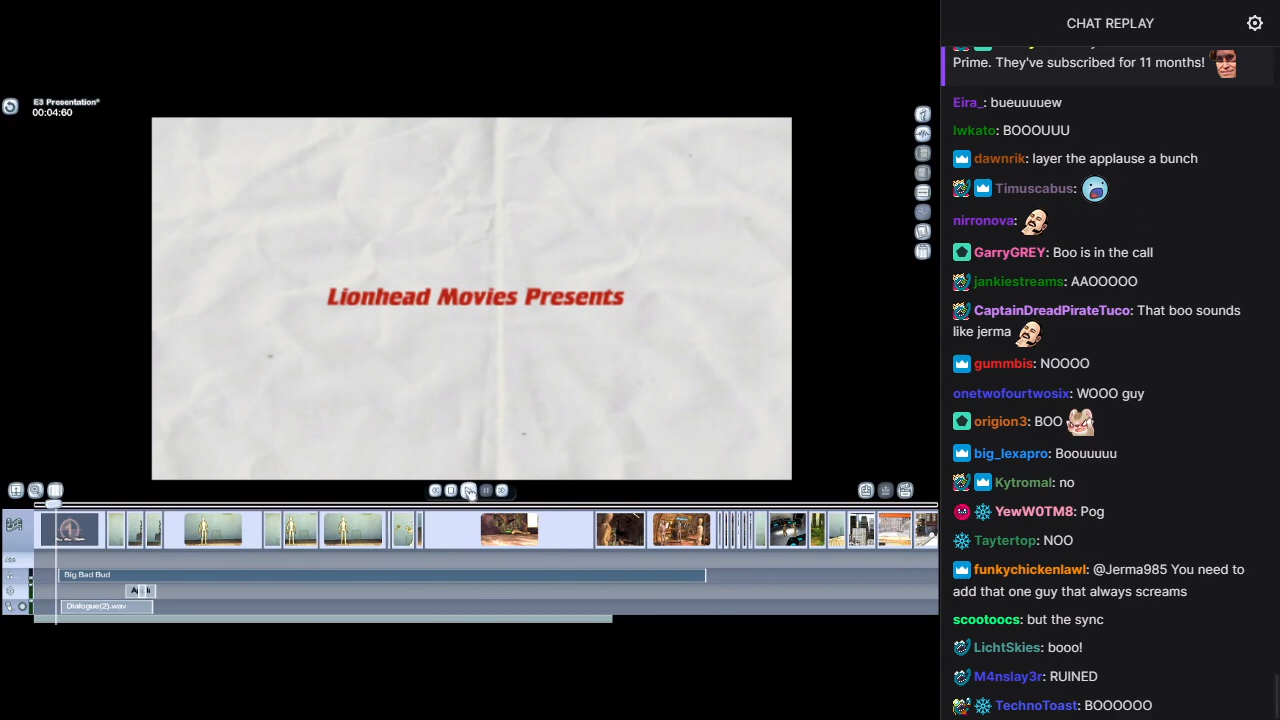 E3 Presentation*
00:04:60
Lionhead Movies Presents
Big Bad Bud
Dialogue(2).wav
CHAT REPLAY
Prime. They've subscribed for 11 months!
Eira_: bueuuuuew
lwkato: BOOOUUU
dawnrik: layer the applause a bunch
Timuscabus:
nirronova:
GarryGREY: Boo is in the call
jankiestreams: AAOOOOO
CaptainDreadPirateTuco: That boo sounds
like jerma
gummbis: NOOOO
onetwofourtwosix: WOOO guy
origion3: BOO
big_lexapro: Boouuuuu
Kytromal: no
YewW0TM8: Pog
Taytertop: NOO
funkychickenlawl: @Jerma985 You need to
add that one guy that always screams
scootoocs: but the sync
LichtSkies: booo!
M4nslay3r: RUINED
TechnoToast: BOOOOOO